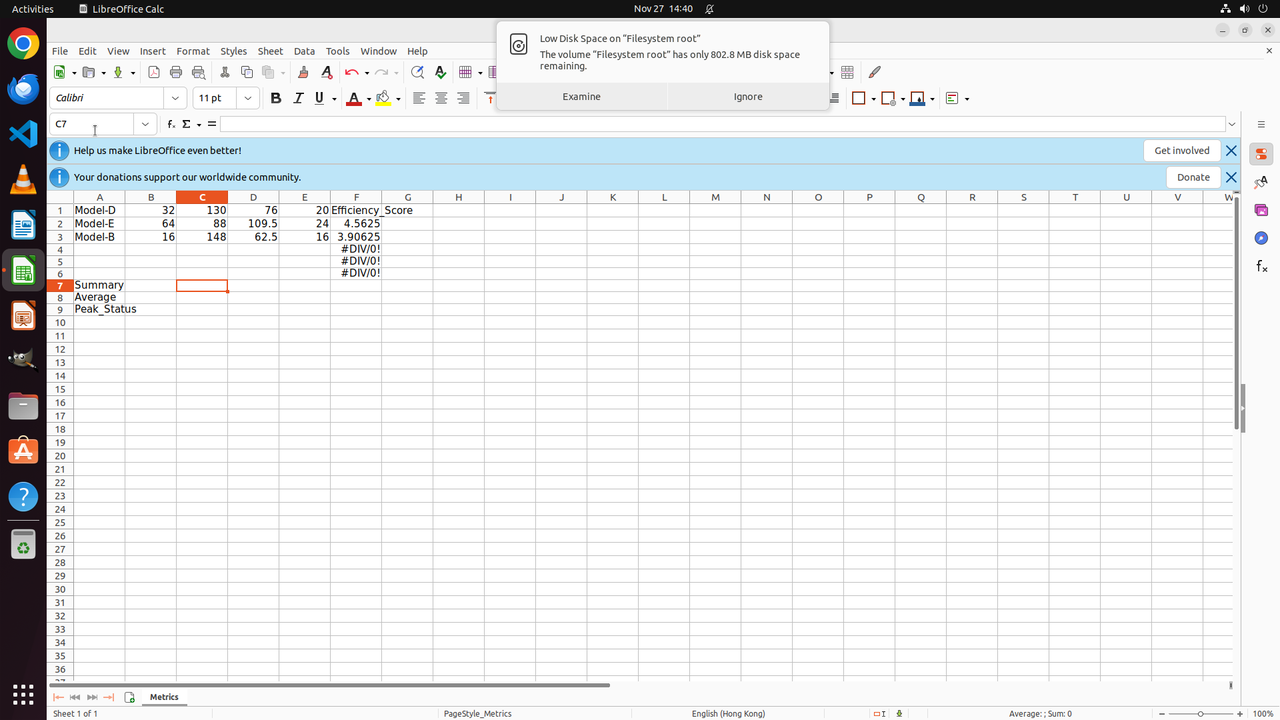 Activities LibreOffice Calc Nov 27 14:40
Low Disk Space on “Filesystem root”
The volume “Filesystem root” has only 802.8 MB disk space
remaining.
Examine Ignore
File Edit View Insert Format Styles Sheet Data Tools Window Help
Calibri 11 pt
C7
Help us make LibreOffice even better! Get involved
Your donations support our worldwide community. Donate
A B C D E F G H I J K L M N O P Q R S T U V W
1 Model-D 32 130 76 20 Efficiency_Score
2 Model-E 64 88 109.5 24 4.5625
3 Model-B 16 148 62.5 16 3.90625
4 #DIV/0!
5 #DIV/0!
6 #DIV/0!
7 Summary
8 Average
9 Peak_Status
10
11
12
13
14
15
16
17
18
19
20
21
22
23
24
25
26
27
28
29
30
31
32
33
34
35
36
Metrics
Sheet 1 of 1 PageStyle_Metrics English (Hong Kong) Average: ; Sum: 0 100%